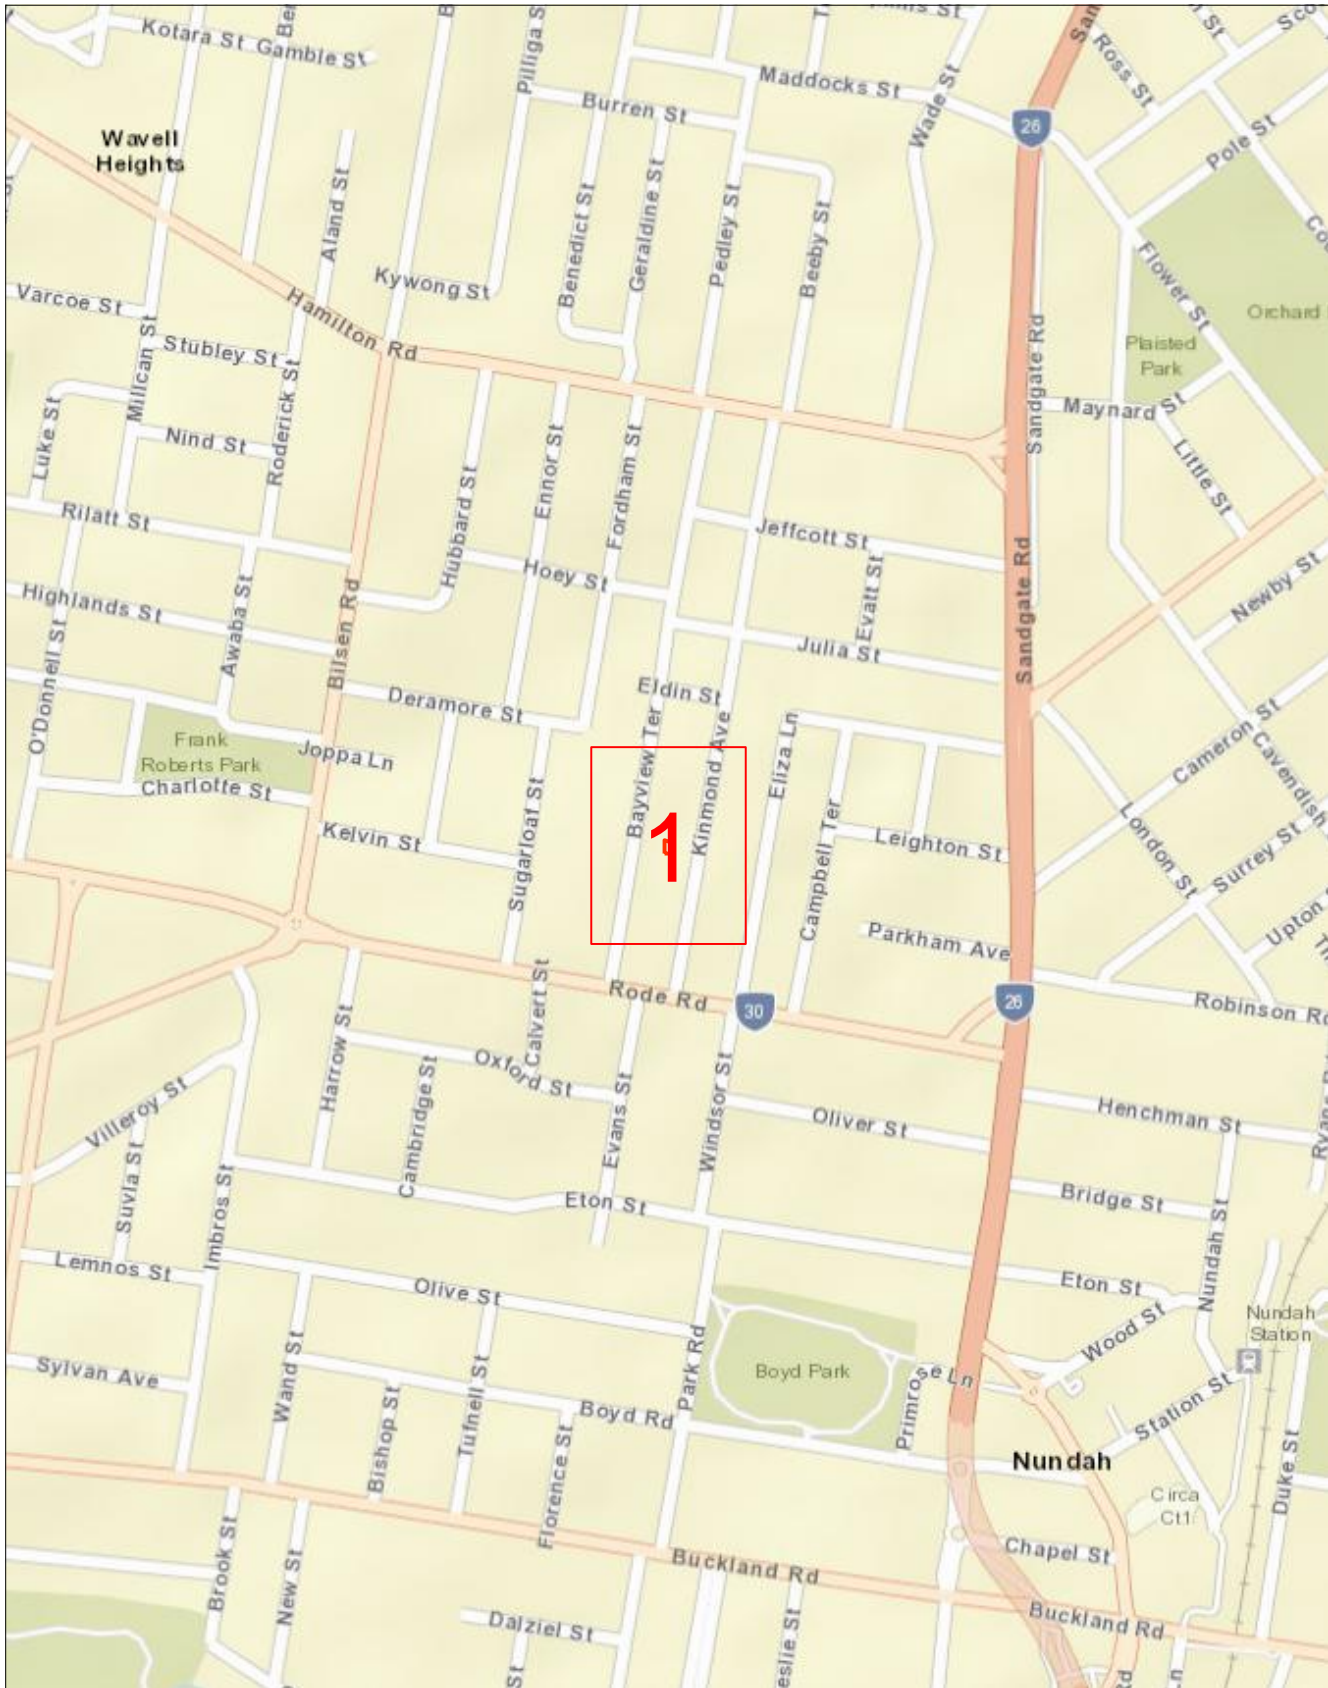 Kotara St
Gamble St
Pilliga S
Maddocks St
Wade St
Ross St
Burren St
26
Pole St
Wavell
Heights
Aland St
Benedict St
Geraldine St
Pedley St
Beeby St
Flower St
Kywong St
Varcoe St
Hamilton Rd
Orchard
Stubley St
Millcan St
Roderick St
Sandgate Rd
Plaisted
Park
Maynard St
Luke St
Nind St
Little St
Ennor St
Fordham St
Hubbard St
Rilatt St
Jeffcott St
Hoey St
Evatt St
Newby St
Highlands St
Awaba St
Bilsen Rd
Sandgate Rd
Julia St
O'Donnell St
Eldin St
Deramore St
Cameron St
Frank
Roberts Park
Joppa Ln
Bayview Ter
Kinmond Ave
Eliza Ln
Cavendish
Charlotte St
Kelvin St
Sugarloaf St
1
Campbell Ter
Leighton St
London St
Surrey St
Parkham Ave
Upton
Rode Rd
30
26
Robinson Rd
Calvert St
Harrow St
Oxford St
Cambridge St
Evans St
Windsor St
Oliver St
Henchman St
Villeroy St
Suvla St
Imbros St
Eton St
Bridge St
Nundah St
Lemnos St
Olive St
Eton St
Nundah
Station
Wood St
Sylvan Ave
Wand St
Bishop St
Tufnell St
Park Rd
Boyd Park
Primrose Ln
Boyd Rd
Station St
Florence St
Nundah
Circa
Ct1
Duke St
Brook St
New St
Buckland Rd
Chapel St
Buckland Rd
Dalziel St
eslie St
St
Ln